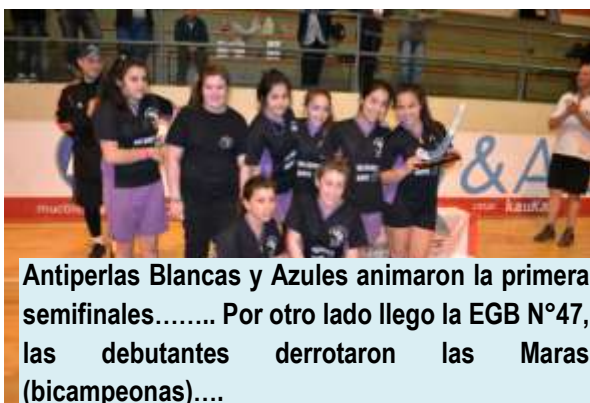 & A
kauka
Antiperlas Blancas y Azules animaron la primera
semifinales…….. Por otro lado llego la EGB N°47,
las debutantes derrotaron las Maras
(bicampeonas)….